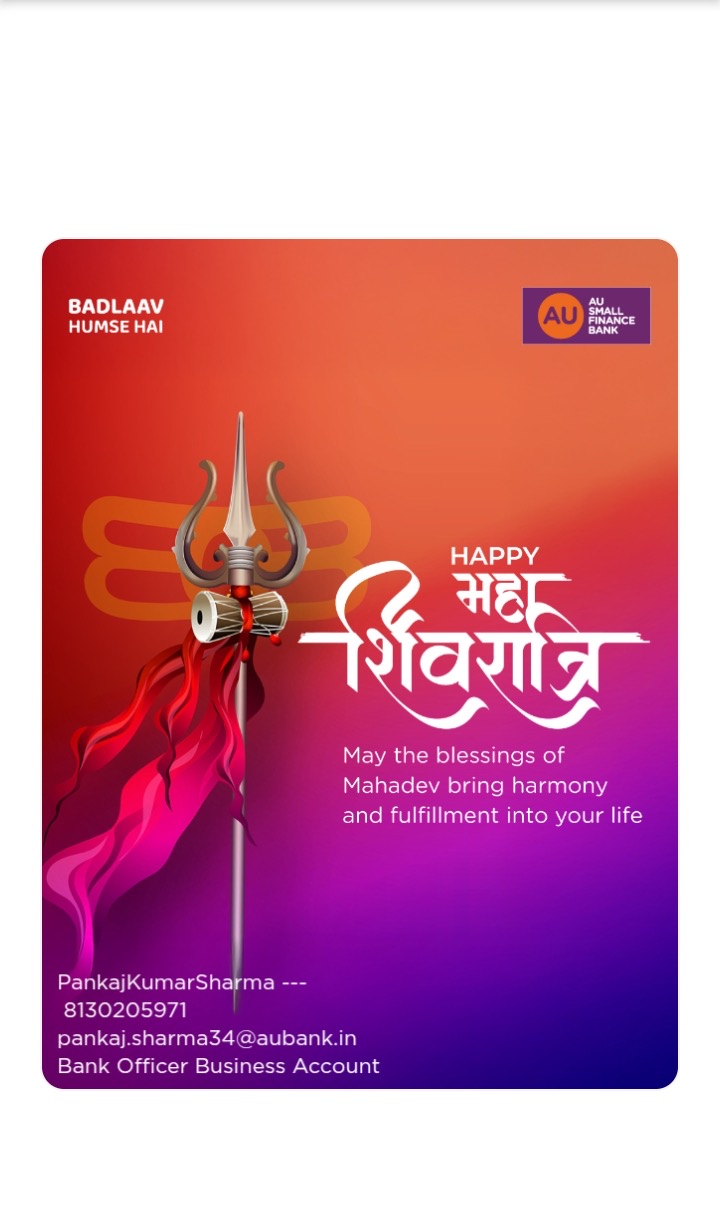 BADLAAV
HUMSE HAI
AU
AU
SMALL
FINANCE
BANK
HAPPY
महा
शिवरात्रि
May the blessings of
Mahadev bring harmony
and fulfillment into your life
PankajKumarSharma ---
8130205971
pankaj.sharma34@aubank.in
Bank Officer Business Account